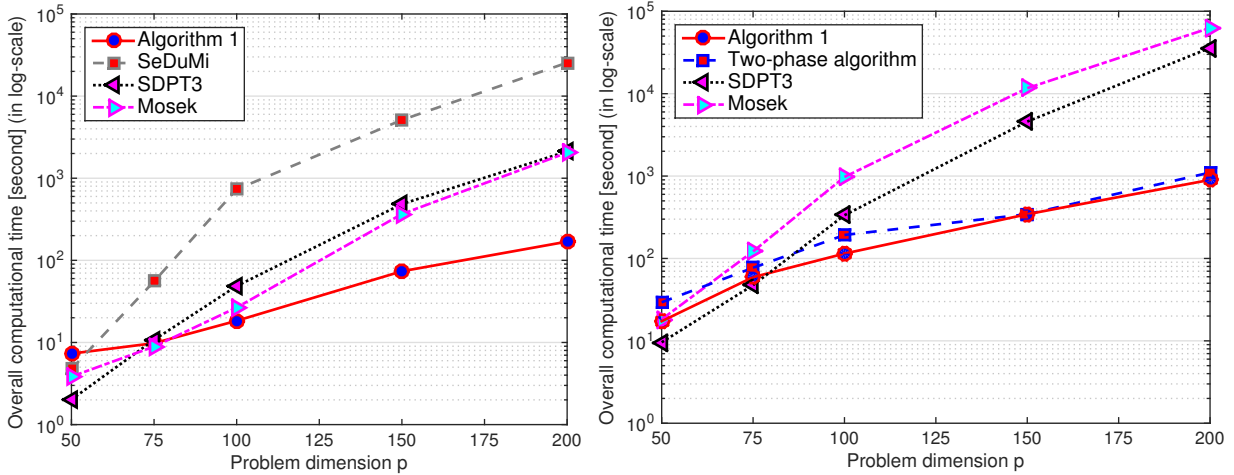 Overall computational time [second] (in log-scale)
10^5
10^4
10^3
10^2
10^1
10^0
Algorithm 1
SeDuMi
SDPT3
Mosek
50 75 100 125 150 175 200
Problem dimension p
Overall computational time [second] (in log-scale)
10^5
10^4
10^3
10^2
10^1
10^0
Algorithm 1
Two-phase algorithm
SDPT3
Mosek
50 75 100 125 150 175 200
Problem dimension p